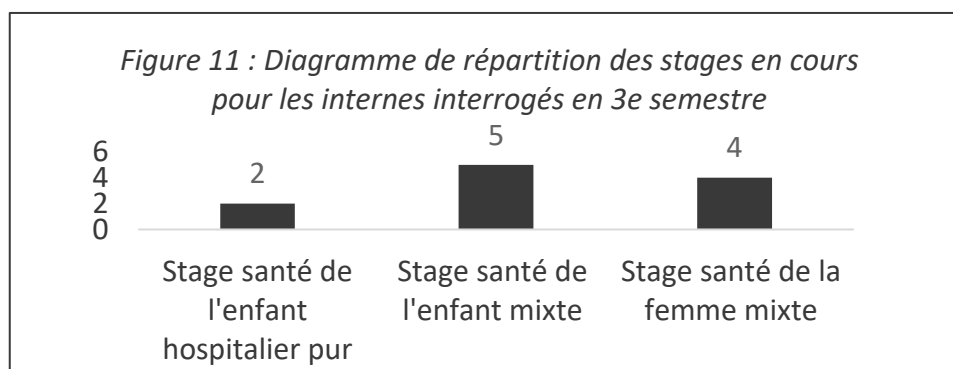 Figure 11 : Diagramme de répartition des stages en cours
pour les internes interrogés en 3e semestre
6
4
2
0
2
5
4
Stage santé de
l'enfant
hospitalier pur
Stage santé de
l'enfant mixte
Stage santé de la
femme mixte